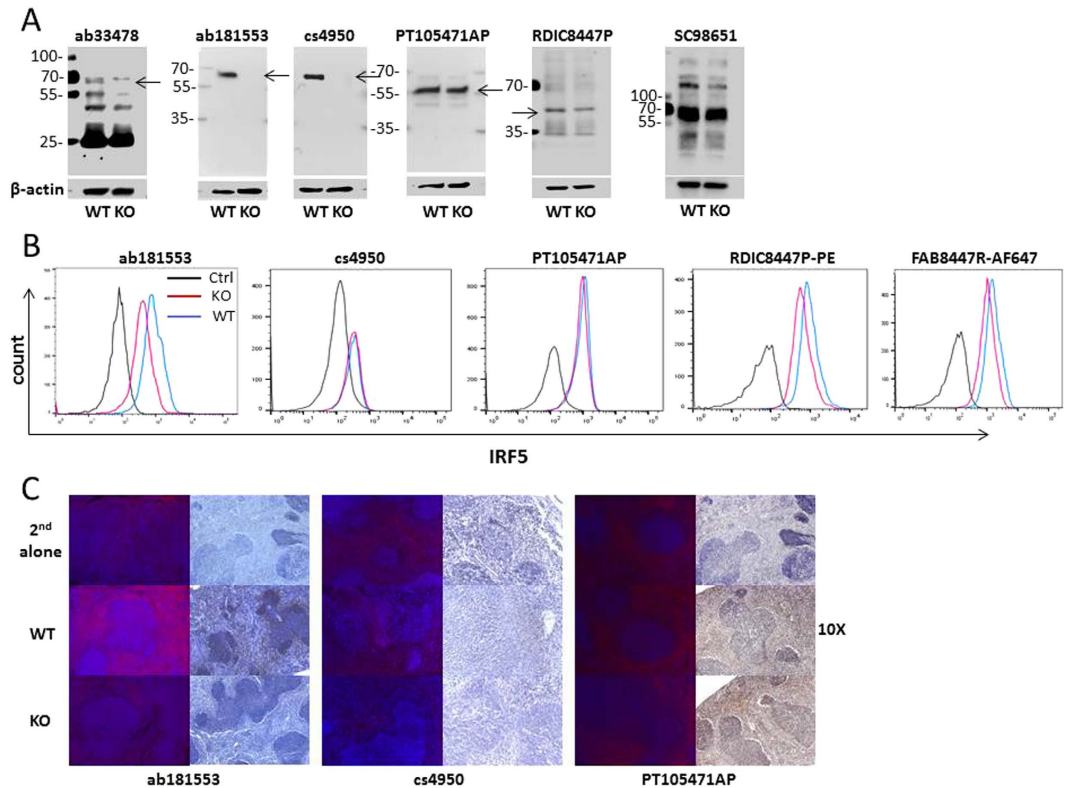 A
ab33478 ab181553 cs4950 PT105471AP RDIC8447P SC98651
100-
70-
55-
25-
70-
55-
35-
70-
55-
35-
70-
35-
100-
70-
55-
β-actin
WT KO WT KO WT KO WT KO WT KO WT KO
B
ab181553 cs4950 PT105471AP RDIC8447P-PE FAB8447R-AF647
Ctrl
KO
WT
count
IRF5
C
2nd alone
WT
KO
10X
ab181553 cs4950 PT105471AP